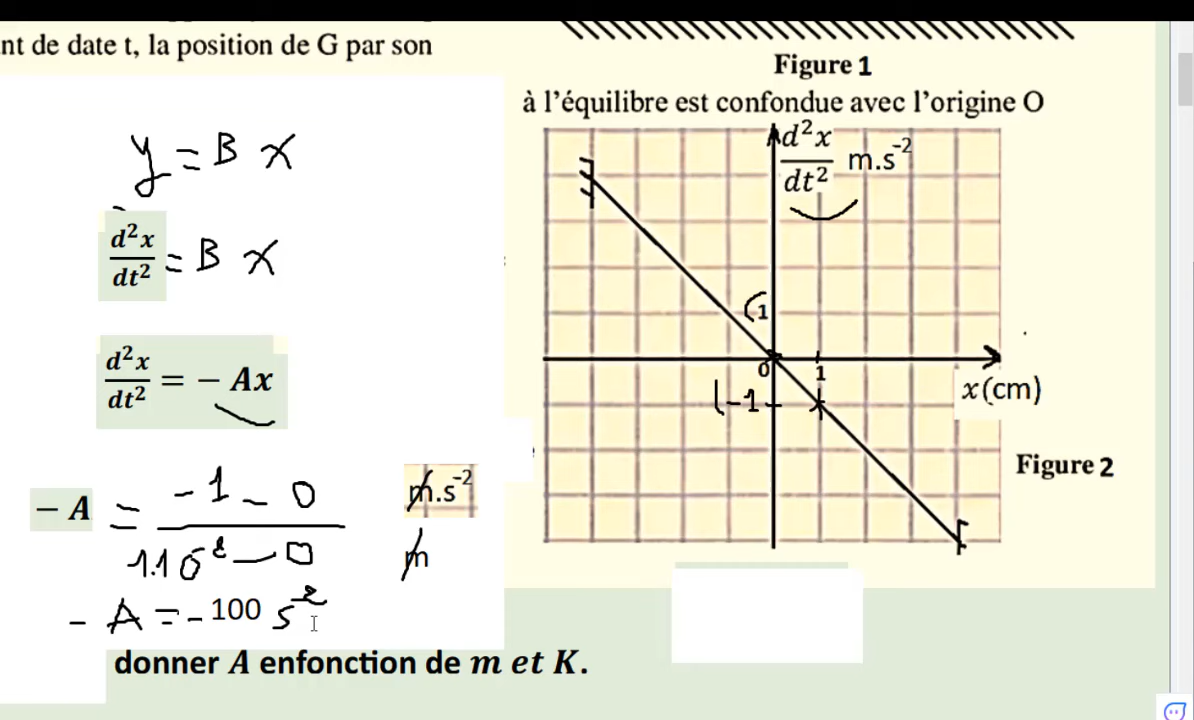 nt de date t, la position de G par son
y = B x
d²x/dt² = B x
d²x/dt² = − Ax
− A = (−1 − 0)/(1.10⁻² − 0) m.s⁻²/m
− A = − 100 s⁻²
donner A enfonction de m et K.
Figure 1
à l’équilibre est confondue avec l’origine O
d²x/dt² m.s⁻²
1
0
1
−1
x(cm)
Figure 2